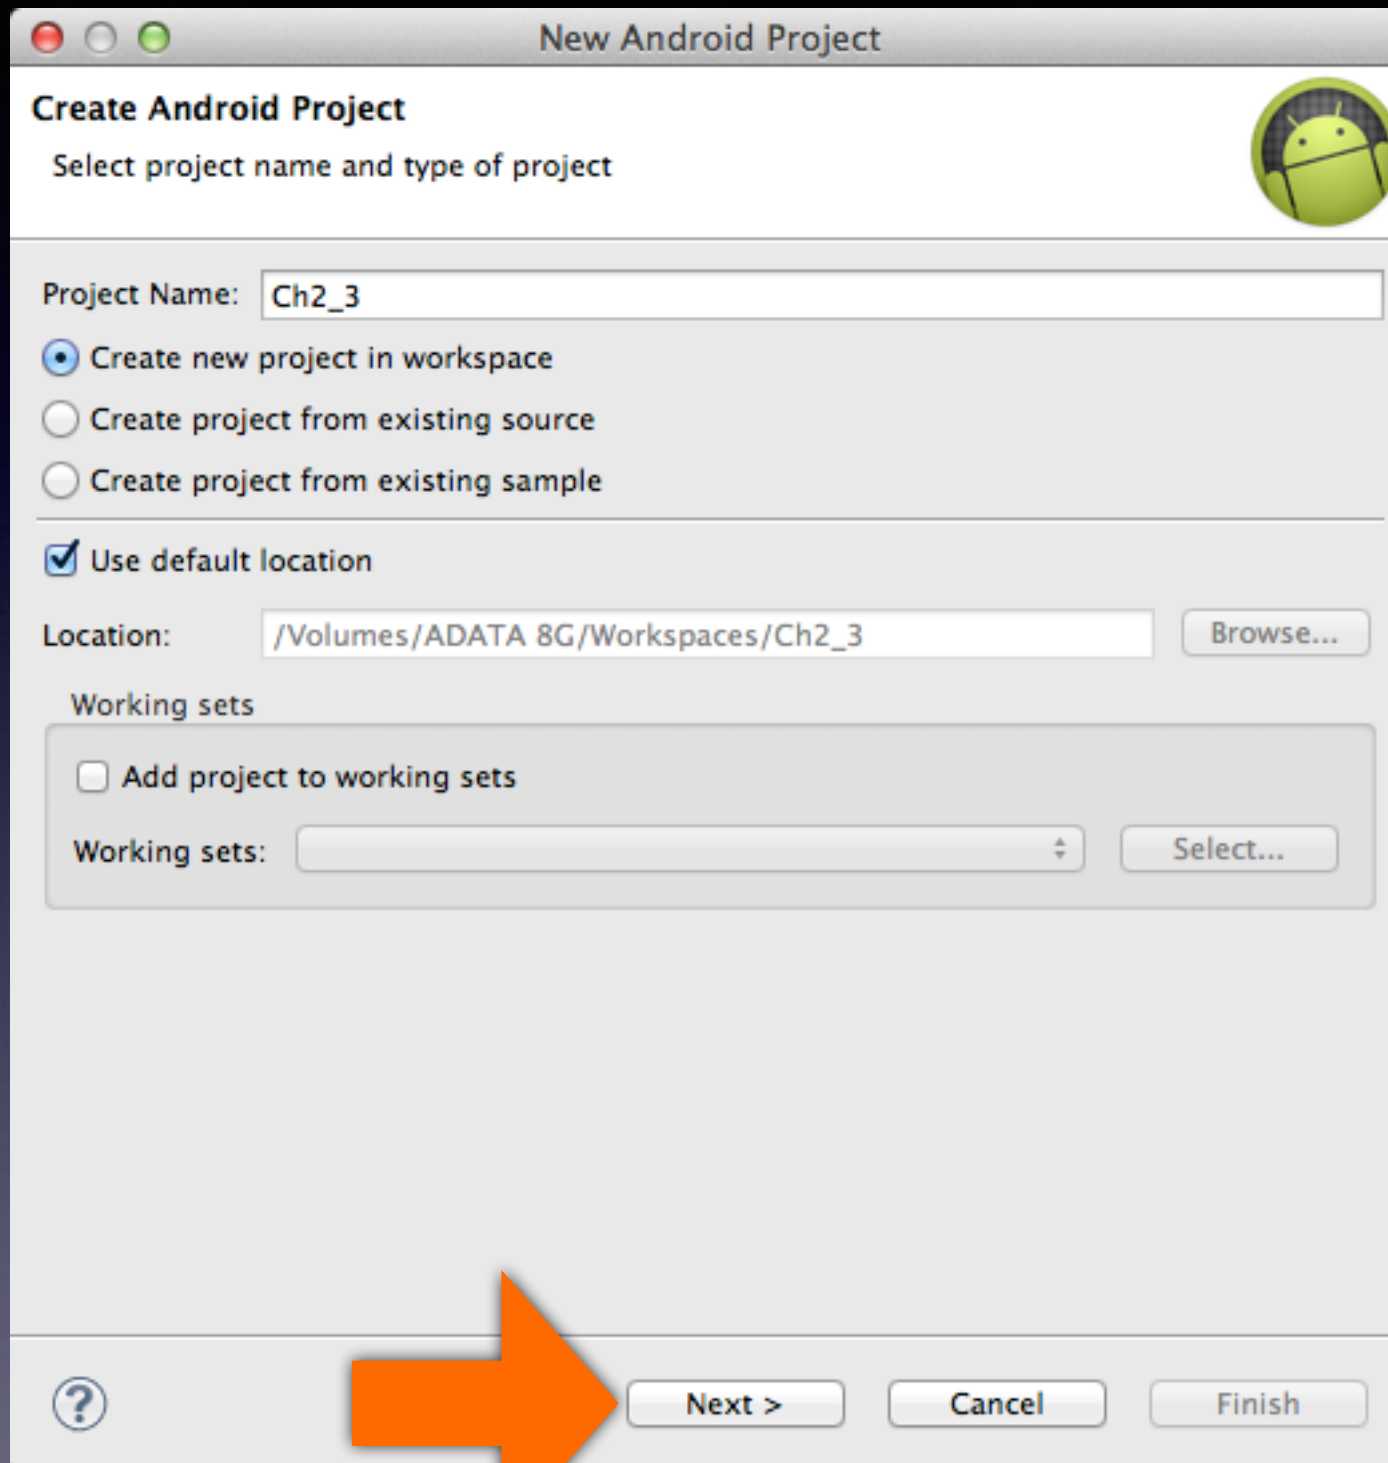 New Android Project
Create Android Project
Select project name and type of project
Project Name: Ch2_3
Create new project in workspace
Create project from existing source
Create project from existing sample
Use default location
Location: /Volumes/ADATA 8G/Workspaces/Ch2_3 Browse...
Working sets
Add project to working sets
Working sets: Select...
? Next > Cancel Finish